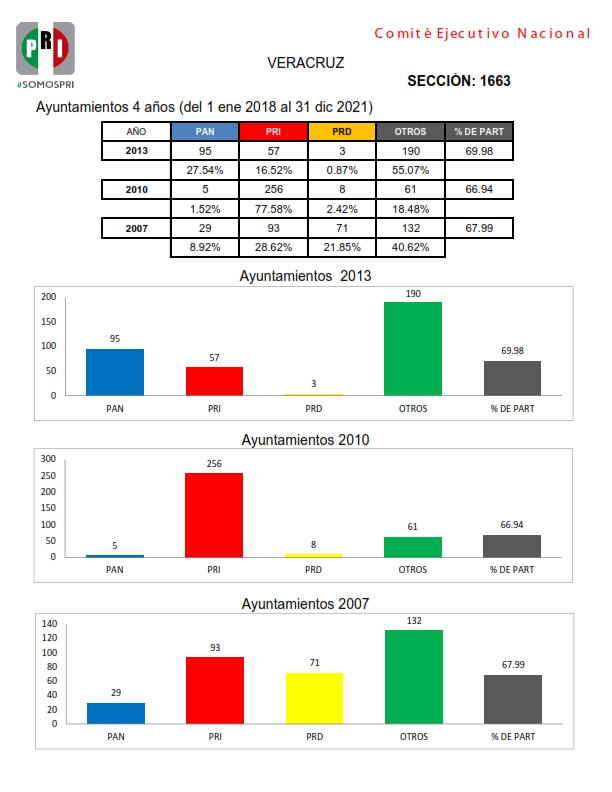 Comité Ejecutivo Nacional
PRI
#SOMOSPRI
VERACRUZ
SECCIÓN: 1663
Ayuntamientos 4 años (del 1 ene 2018 al 31 dic 2021)
AÑO PAN PRI PRD OTROS % DE PART
2013 95 57 3 190 69.98
27.54% 16.52% 0.87% 55.07%
2010 5 256 8 61 66.94
1.52% 77.58% 2.42% 18.48%
2007 29 93 71 132 67.99
8.92% 28.62% 21.85% 40.62%
Ayuntamientos 2013
200
150
100
50
0
95 57 3 190 69.98
PAN PRI PRD OTROS % DE PART
Ayuntamientos 2010
300
250
200
150
100
50
0
5 256 8 61 66.94
PAN PRI PRD OTROS % DE PART
Ayuntamientos 2007
140
120
100
80
60
40
20
0
29 93 71 132 67.99
PAN PRI PRD OTROS % DE PART